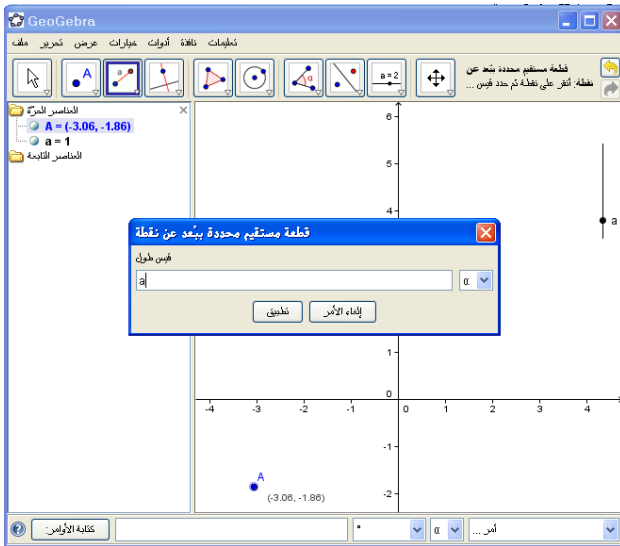 GeoGebra
ملف تحرير عرض خيارات أدوات نافذة تعليمات
a
A
α
a = 2
قطعة مستقيم محددة ببُعد عن
نقطة: أنقر على نقطة ثم حدد قيس ...
العناصر الحرّة
A = (-3.06, -1.86)
a = 1
العناصر التابعة
6
5
4
a
قطعة مستقيم محددة ببُعد عن نقطة
قيس طول
a
α
تطبيق
إلغاء الأمر
1
0
-4 -3 -2 -1 0 1 2 3 4
-1
A
(-3.06, -1.86)
-2
كتابة الأوامر:
α
أمر ...